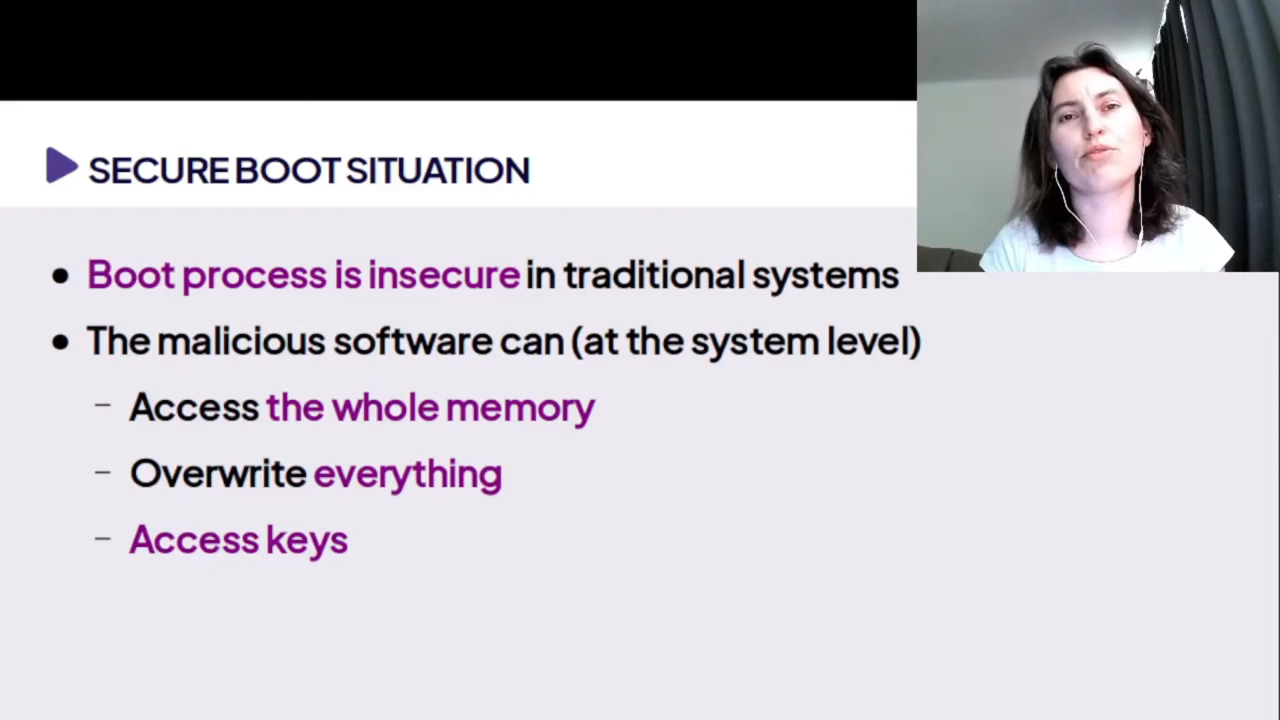 SECURE BOOT SITUATION
● Boot process is insecure in traditional systems
● The malicious software can (at the system level)
– Access the whole memory
– Overwrite everything
– Access keys